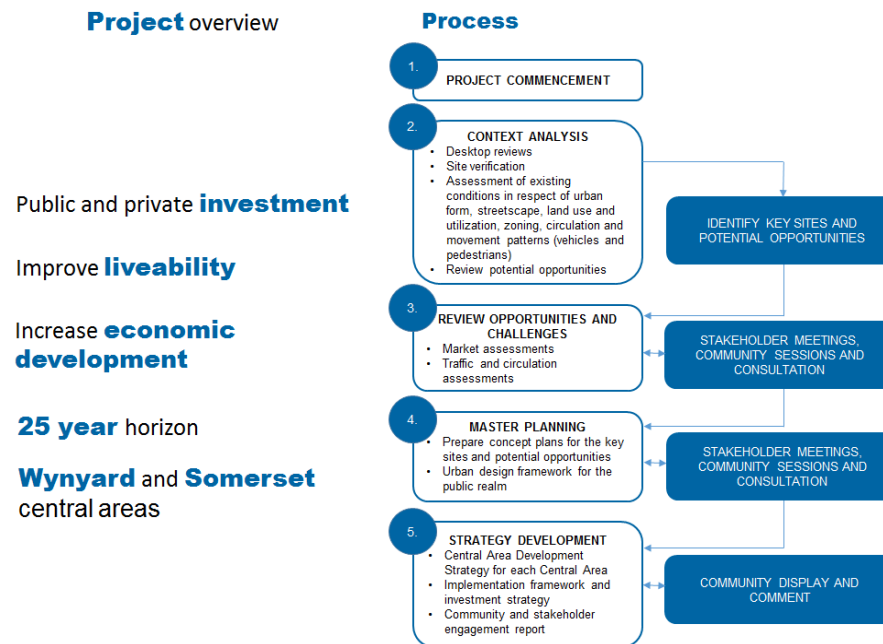 Project overview
Public and private investment
Improve liveability
Increase economic
development
25 year horizon
Wynyard and Somerset
central areas
Process
1.
PROJECT COMMENCEMENT
2.
CONTEXT ANALYSIS
• Desktop reviews
• Site verification
• Assessment of existing
conditions in respect of urban
form, streetscape, land use and
utilization, zoning, circulation and
movement patterns (vehicles and
pedestrians)
• Review potential opportunities
IDENTIFY KEY SITES AND
POTENTIAL OPPORTUNITIES
3.
REVIEW OPPORTUNITIES AND
CHALLENGES
• Market assessments
• Traffic and circulation
assessments
STAKEHOLDER MEETINGS,
COMMUNITY SESSIONS AND
CONSULTATION
4.
MASTER PLANNING
• Prepare concept plans for the key
sites and potential opportunities
• Urban design framework for the
public realm
STAKEHOLDER MEETINGS,
COMMUNITY SESSIONS AND
CONSULTATION
5.
STRATEGY DEVELOPMENT
• Central Area Development
Strategy for each Central Area
• Implementation framework and
investment strategy
• Community and stakeholder
engagement report
COMMUNITY DISPLAY AND
COMMENT